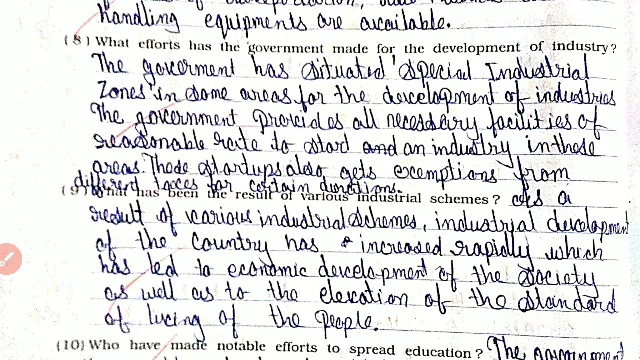 handling equipments are available.
(8) What efforts has the government made for the development of industry?
The goverment has situated 'Special Industrial
Zones' in some areas for the development of industries
The government provides all necessary facilities of
reasonable rate to start and an industry in these
areas. These startups also gets exemptions from
different taxes for certain durations.
(9) What has been the result of various industrial schemes? As a
result of various industrial schemes, industrial development
of the country has increased rapidly which
has led to economic development of the society
as well as to the elevation of the standard
of living of the people.
(10) Who have made notable efforts to spread education? The government